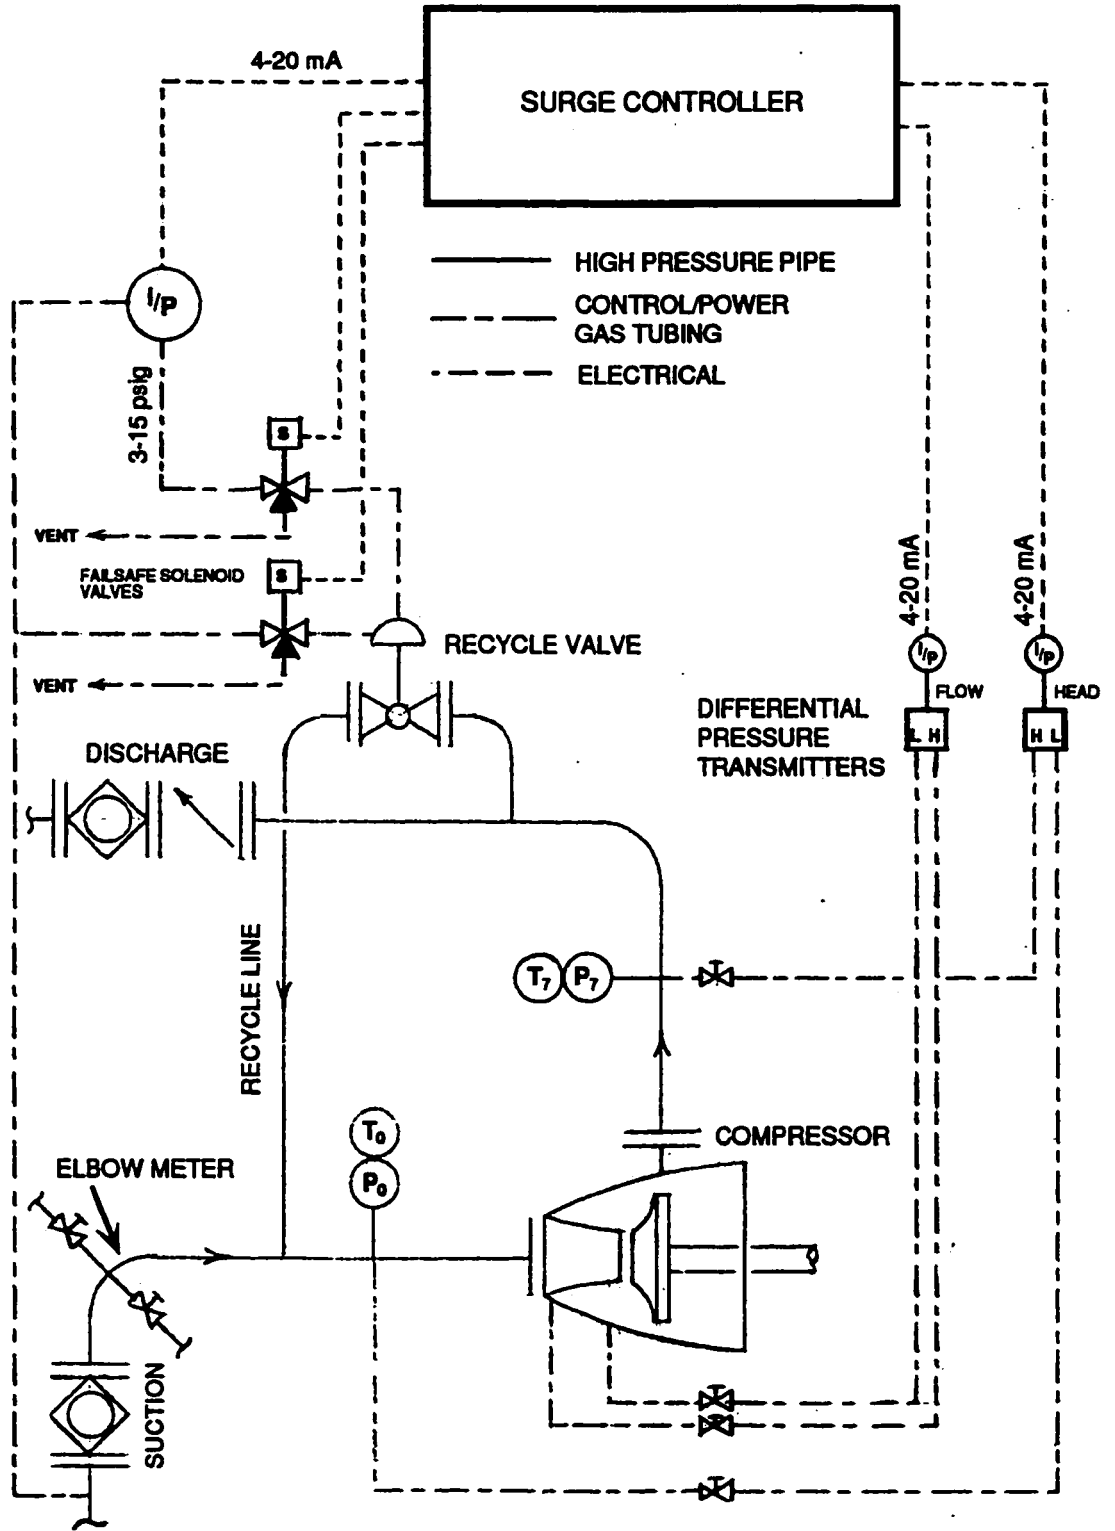 4-20 mA
SURGE CONTROLLER
HIGH PRESSURE PIPE
CONTROL/POWER
GAS TUBING
ELECTRICAL
I/P
3-15 psig
S
VENT
FAILSAFE SOLENOID
VALVES
S
VENT
RECYCLE VALVE
4-20 mA
4-20 mA
I/P
I/P
FLOW
HEAD
L H
H L
DIFFERENTIAL
PRESSURE
TRANSMITTERS
DISCHARGE
RECYCLE LINE
T7
P7
T0
P0
COMPRESSOR
ELBOW METER
SUCTION